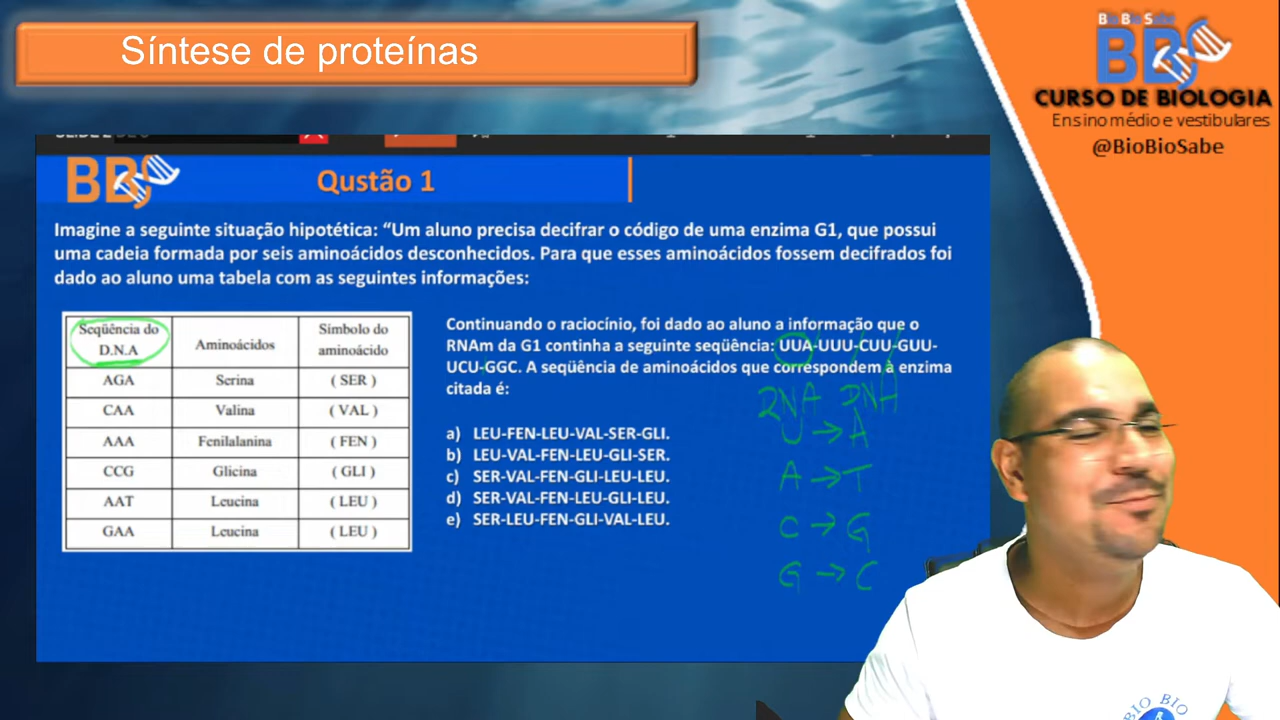 Síntese de proteínas
Bio Bio Sabe
BBS
CURSO DE BIOLOGIA
Ensino médio e vestibulares
@BioBioSabe
BBS
Qustão 1
Imagine a seguinte situação hipotética: “Um aluno precisa decifrar o código de uma enzima G1, que possui
uma cadeia formada por seis aminoácidos desconhecidos. Para que esses aminoácidos fossem decifrados foi
dado ao aluno uma tabela com as seguintes informações:
Seqüência do D.N.A Aminoácidos Símbolo do aminoácido
AGA Serina ( SER )
CAA Valina ( VAL )
AAA Fenilalanina ( FEN )
CCG Glicina ( GLI )
AAT Leucina ( LEU )
GAA Leucina ( LEU )
Continuando o raciocínio, foi dado ao aluno a informação que o
RNAm da G1 continha a seguinte seqüência: UUA-UUU-CUU-GUU-
UCU-GGC. A seqüência de aminoácidos que correspondem à enzima
citada é:
a) LEU-FEN-LEU-VAL-SER-GLI.
b) LEU-VAL-FEN-LEU-GLI-SER.
c) SER-VAL-FEN-GLI-LEU-LEU.
d) SER-VAL-FEN-LEU-GLI-LEU.
e) SER-LEU-FEN-GLI-VAL-LEU.
RNA DNA
U → A
A → T
C → G
G → C
BIO BIO